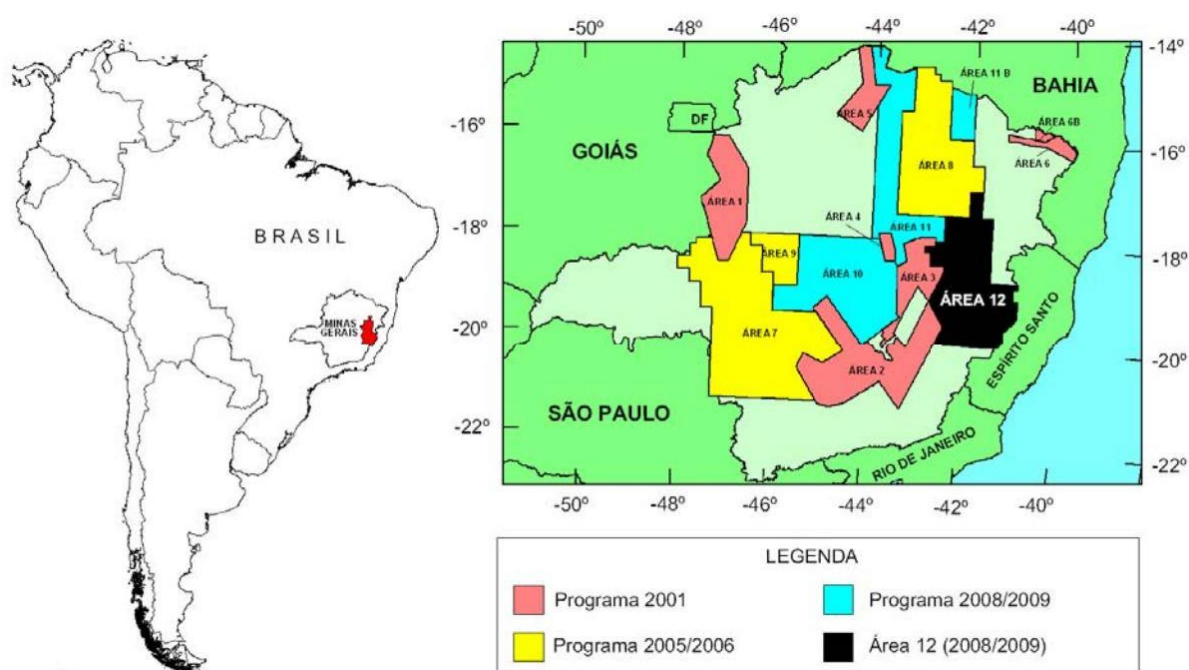 BRASIL
MINAS
GERAIS
-48º
-46º
-44º
-42º
-40º
-14º
-16º
-18º
-20º
-22º
-16º
-18º
-20º
-22º
-50º
-48º
-46º
-44º
-42º
-40º
BAHIA
ÁREA 11 B
DF
ÁREA 5
ÁREA 6B
GOIÁS
ÁREA 8
ÁREA 6
ÁREA 1
ÁREA 4
ÁREA 11
ÁREA 9
ÁREA 10
ÁREA 3
ÁREA 12
ÁREA 7
ÁREA 2
ESPÍRITO SANTO
SÃO PAULO
RIO DE JANEIRO
LEGENDA
Programa 2001
Programa 2008/2009
Programa 2005/2006
Área 12 (2008/2009)